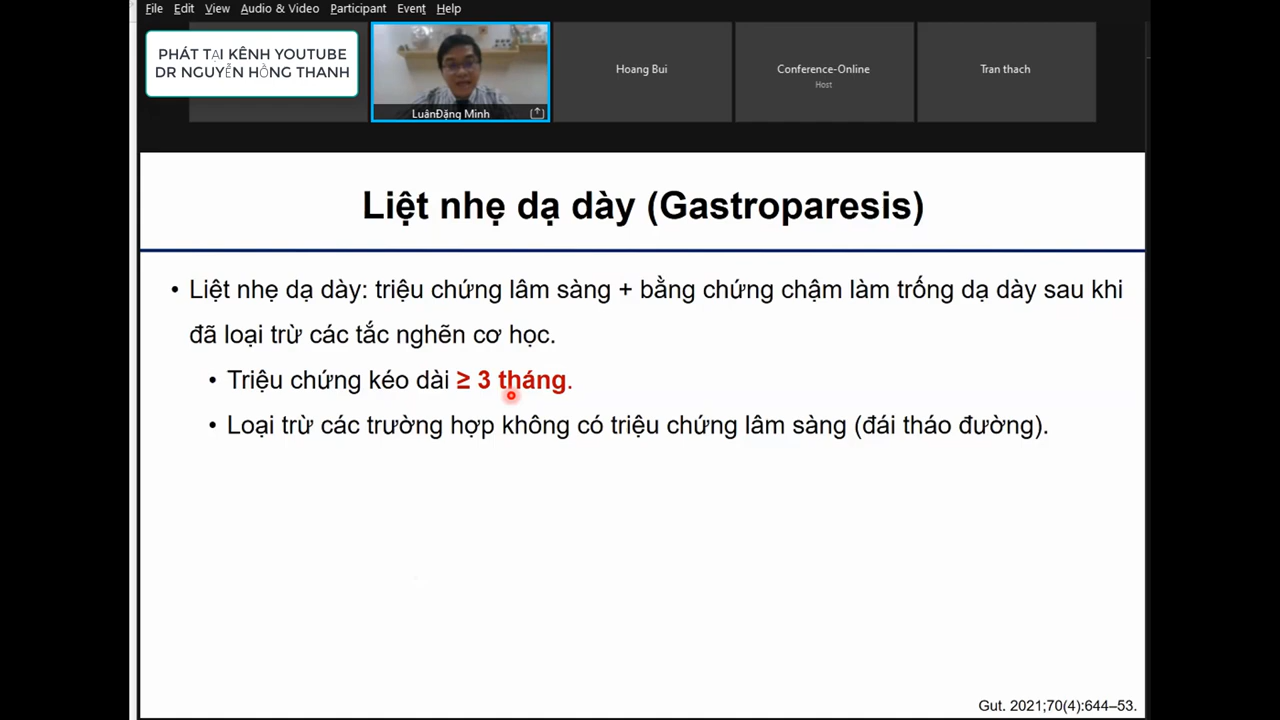 File Edit View Audio & Video Participant Event Help
PHÁT TẠI KÊNH YOUTUBE
DR NGUYỄN HỒNG THANH
LuânĐặng Minh
Hoang Bui
Conference-Online
Host
Tran thach
Liệt nhẹ dạ dày (Gastroparesis)
• Liệt nhẹ dạ dày: triệu chứng lâm sàng + bằng chứng chậm làm trống dạ dày sau khi
đã loại trừ các tắc nghẽn cơ học.
• Triệu chứng kéo dài ≥ 3 tháng.
• Loại trừ các trường hợp không có triệu chứng lâm sàng (đái tháo đường).
Gut. 2021;70(4):644–53.